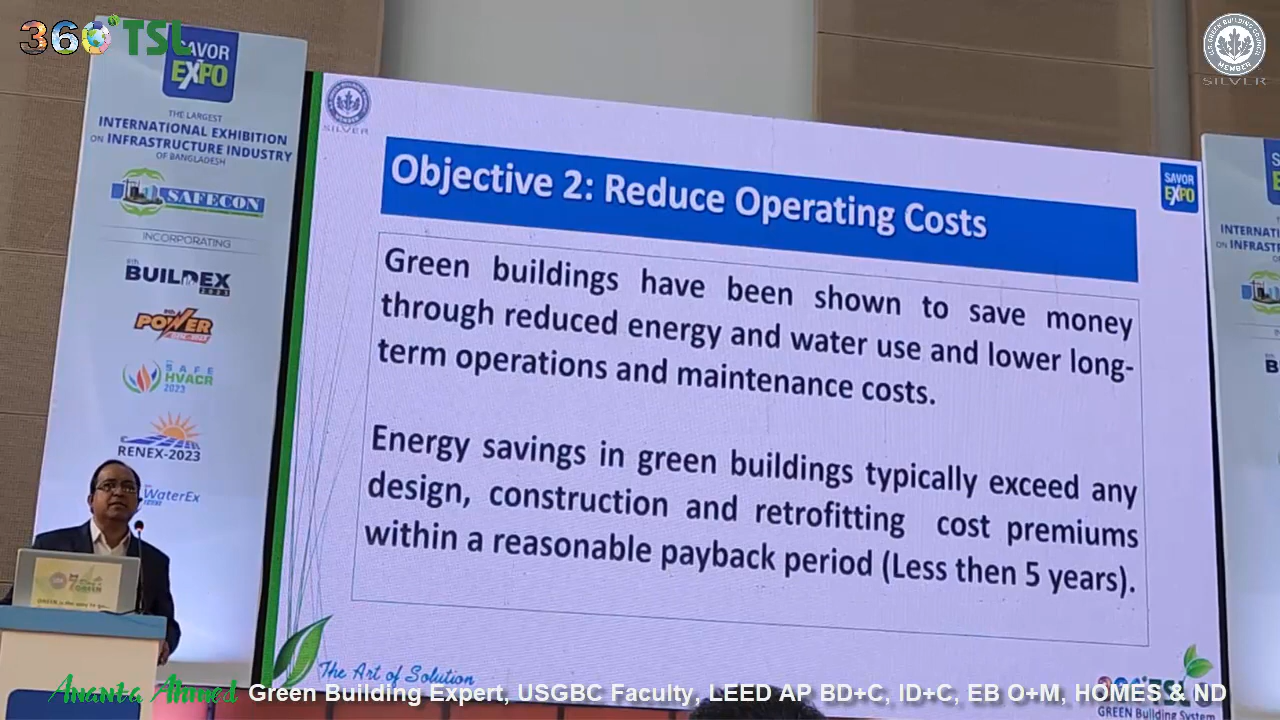 360°TSL
SAVOR
EXPO
THE LARGEST
INTERNATIONAL EXHIBITION
ON INFRASTRUCTURE INDUSTRY
OF BANGLADESH
SAFECON
INCORPORATING
BUILDEX
POWER
SAFE
HVACR
2023
RENEX-2023
WaterEx
SILVER
Objective 2: Reduce Operating Costs
SAVOR
EXPO
Green buildings have been shown to save money
through reduced energy and water use and lower long-
term operations and maintenance costs.
Energy savings in green buildings typically exceed any
design, construction and retrofitting cost premiums
within a reasonable payback period (Less then 5 years).
The Art of Solution
GREEN Building System
U.S. GREEN BUILDING COUNCIL
MEMBER
SILVER
Ananta Ahmed Green Building Expert, USGBC Faculty, LEED AP BD+C, ID+C, EB O+M, HOMES & ND